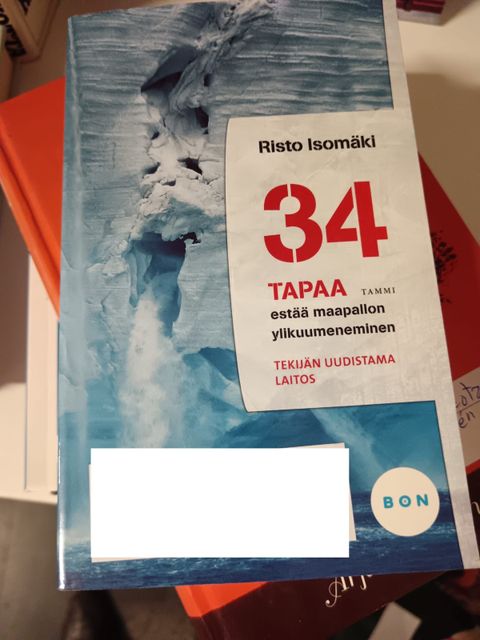 Risto Isomäki
34
TAPAA TAMMI
estää maapallon
ylikuumeneminen
TEKIJÄN UUDISTAMA
LAITOS
BON